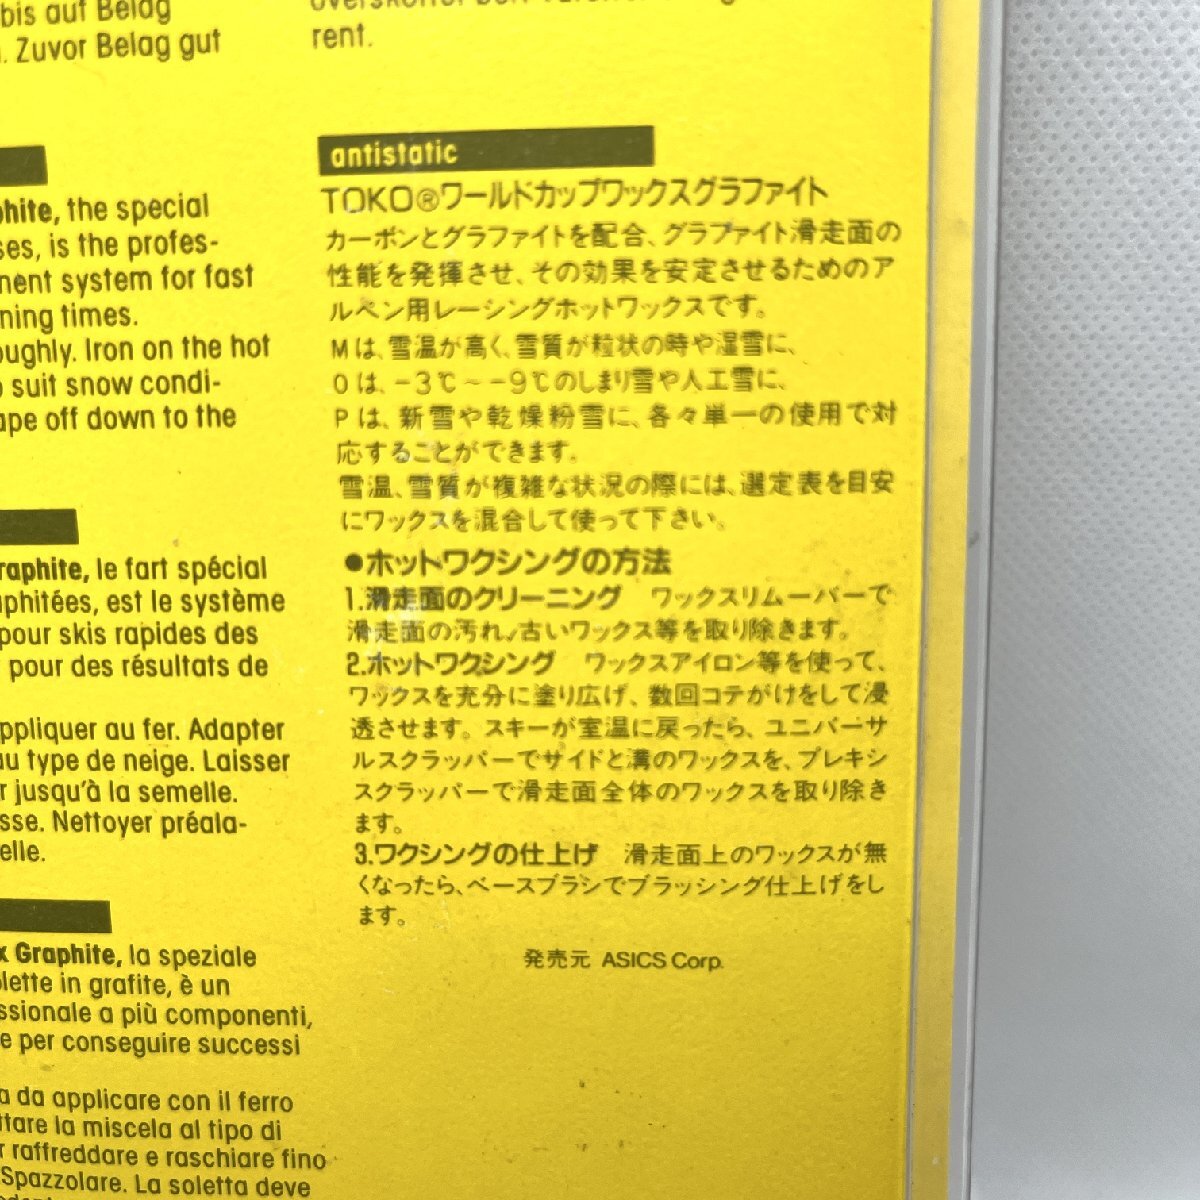 bis auf Belag
. Zuvor Belag gut
phite, the special
ses, is the profes-
nent system for fast
ning times.
oughly. Iron on the hot
o suit snow condi-
ape off down to the
raphite, le fart spécial
aphitées, est le système
pour skis rapides des
pour des résultats de
ppliquer au fer. Adapter
au type de neige. Laisser
r jusqu'à la semelle.
sse. Nettoyer préala-
elle.
x Graphite, la speziale
olette in grafite, è un
ssionale a più componenti,
e per conseguire successi
a da applicare con il ferro
ttare la miscela al tipo di
r raffreddare e raschiare fino
Spazzolare. La soletta deve
rent.
antistatic
TOKO®ワールドカップワックスグラファイト
カーボンとグラファイトを配合、グラファイト滑走面の
性能を発揮させ、その効果を安定させるためのア
ルペン用レーシングホットワックスです。
Mは、雪温が高く、雪質が粒状の時や湿雪に、
0は、-3℃～-9℃のしまり雪や人工雪に、
Pは、新雪や乾燥粉雪に、各々単一の使用で対
応することができます。
雪温、雪質が複雑な状況の際には、選定表を目安
にワックスを混合して使って下さい。
●ホットワクシングの方法
1.滑走面のクリーニング ワックスリムーバーで
滑走面の汚れ、古いワックス等を取り除きます。
2.ホットワクシング ワックスアイロン等を使って、
ワックスを充分に塗り広げ、数回コテがけをして浸
透させます。スキーが室温に戻ったら、ユニバーサ
ルスクラッパーでサイドと溝のワックスを、プレキシ
スクラッパーで滑走面全体のワックスを取り除き
ます。
3.ワクシングの仕上げ 滑走面上のワックスが無
くなったら、ベースブラシでブラッシング仕上げをし
ます。
発売元 ASICS Corp.